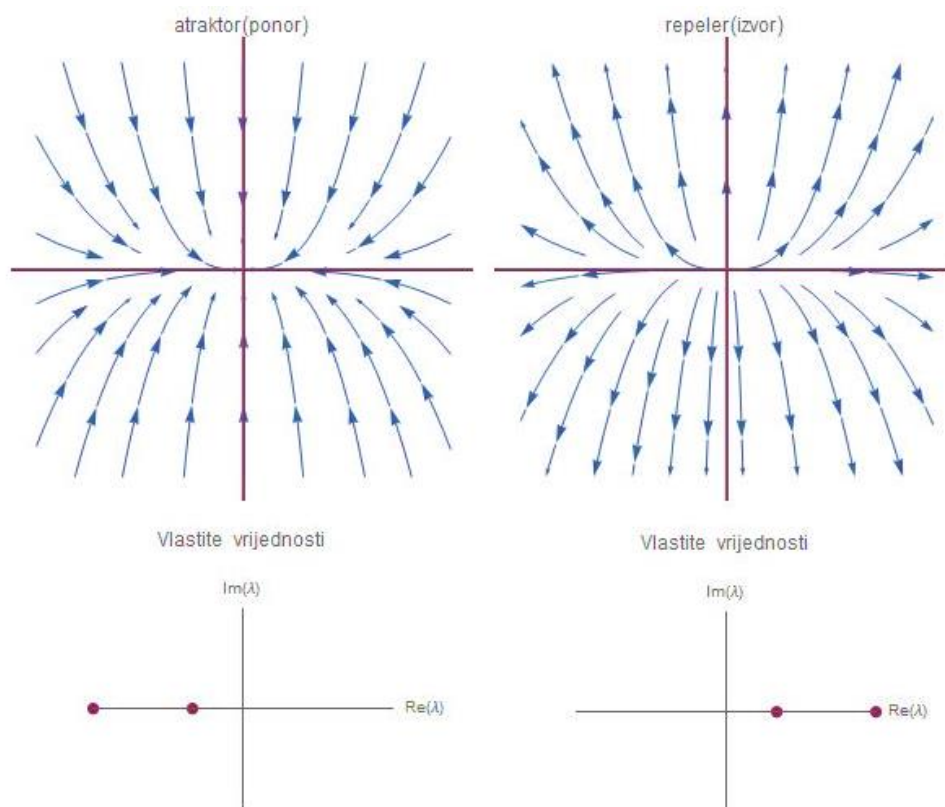 atraktor(ponor)
repeler(izvor)
Vlastite vrijednosti
Vlastite vrijednosti
Im(λ)
Im(λ)
Re(λ)
Re(λ)